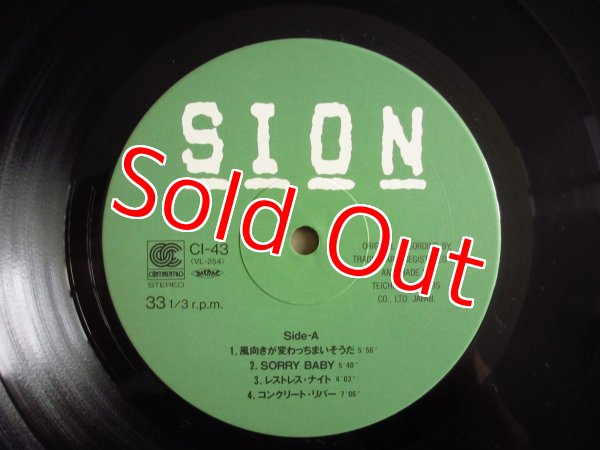 SION
Sold Out
CONTINENTAL
STEREO
CI-43
〈VL-254〉
33 1/3 r.p.m.
BY
CO., LTD. JAPAN.
Side-A
1. 風向きが変わっちまいそうだ 5'56"
2. SORRY BABY 5'40"
3. レストレス・ナイト 4'03"
4. コンクリート・リバー 7'06"